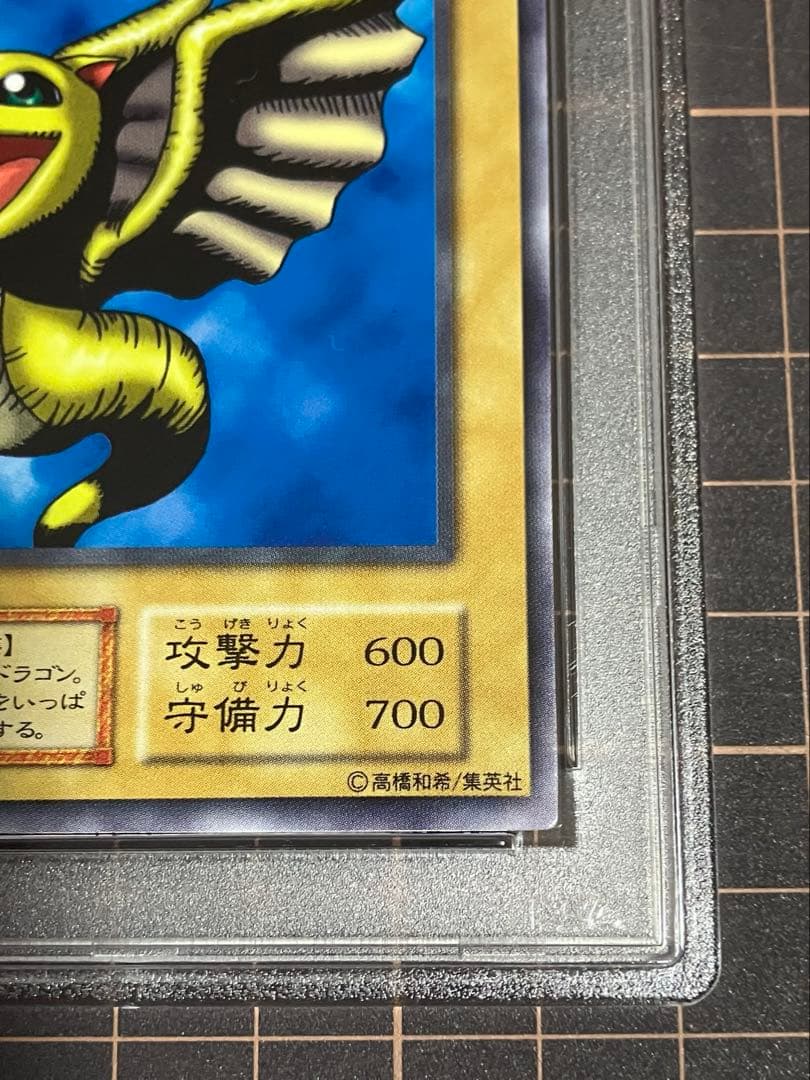 】
ドラゴン。
をいっぱ
する。
こうげきりょく
攻撃力 600
しゅびりょく
守備力 700
©高橋和希/集英社